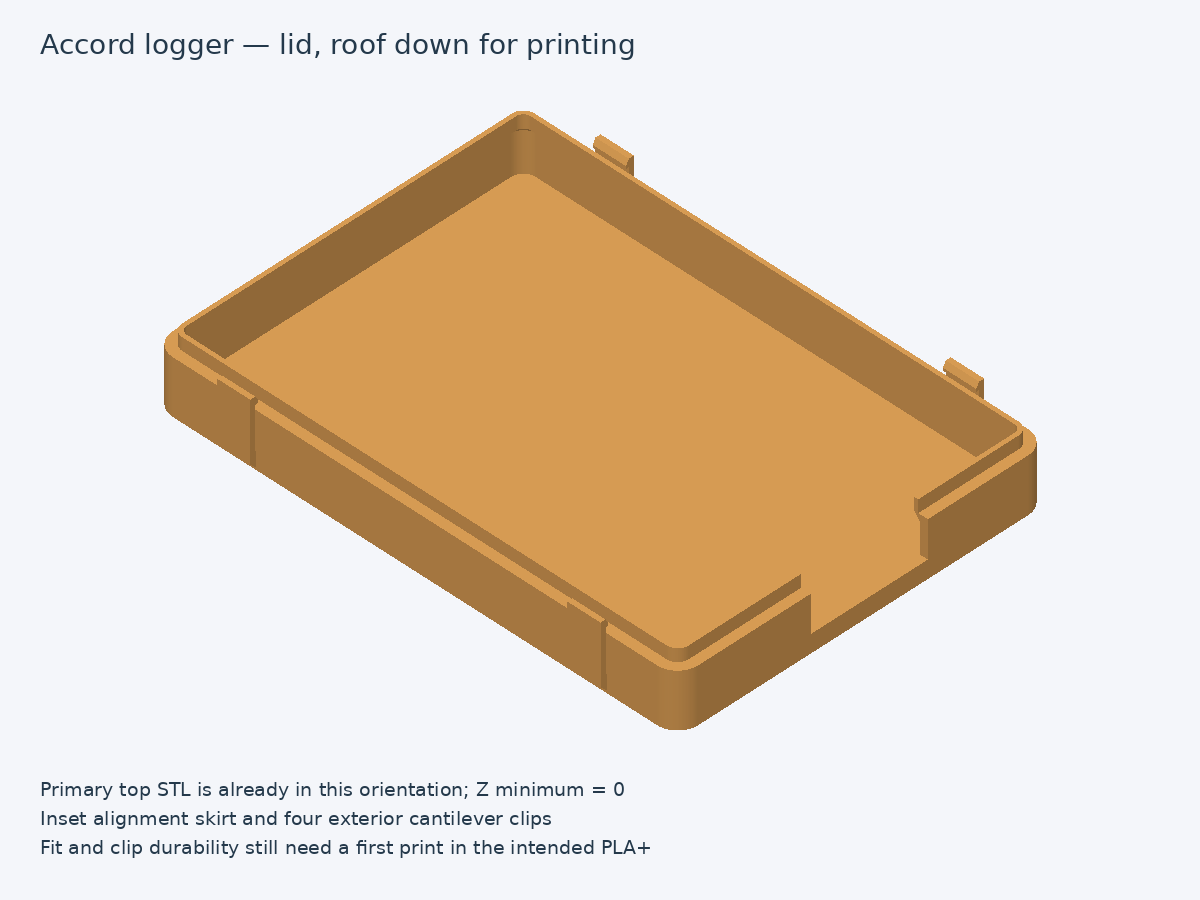 Accord logger — lid, roof down for printing
Primary top STL is already in this orientation; Z minimum = 0
Inset alignment skirt and four exterior cantilever clips
Fit and clip durability still need a first print in the intended PLA+